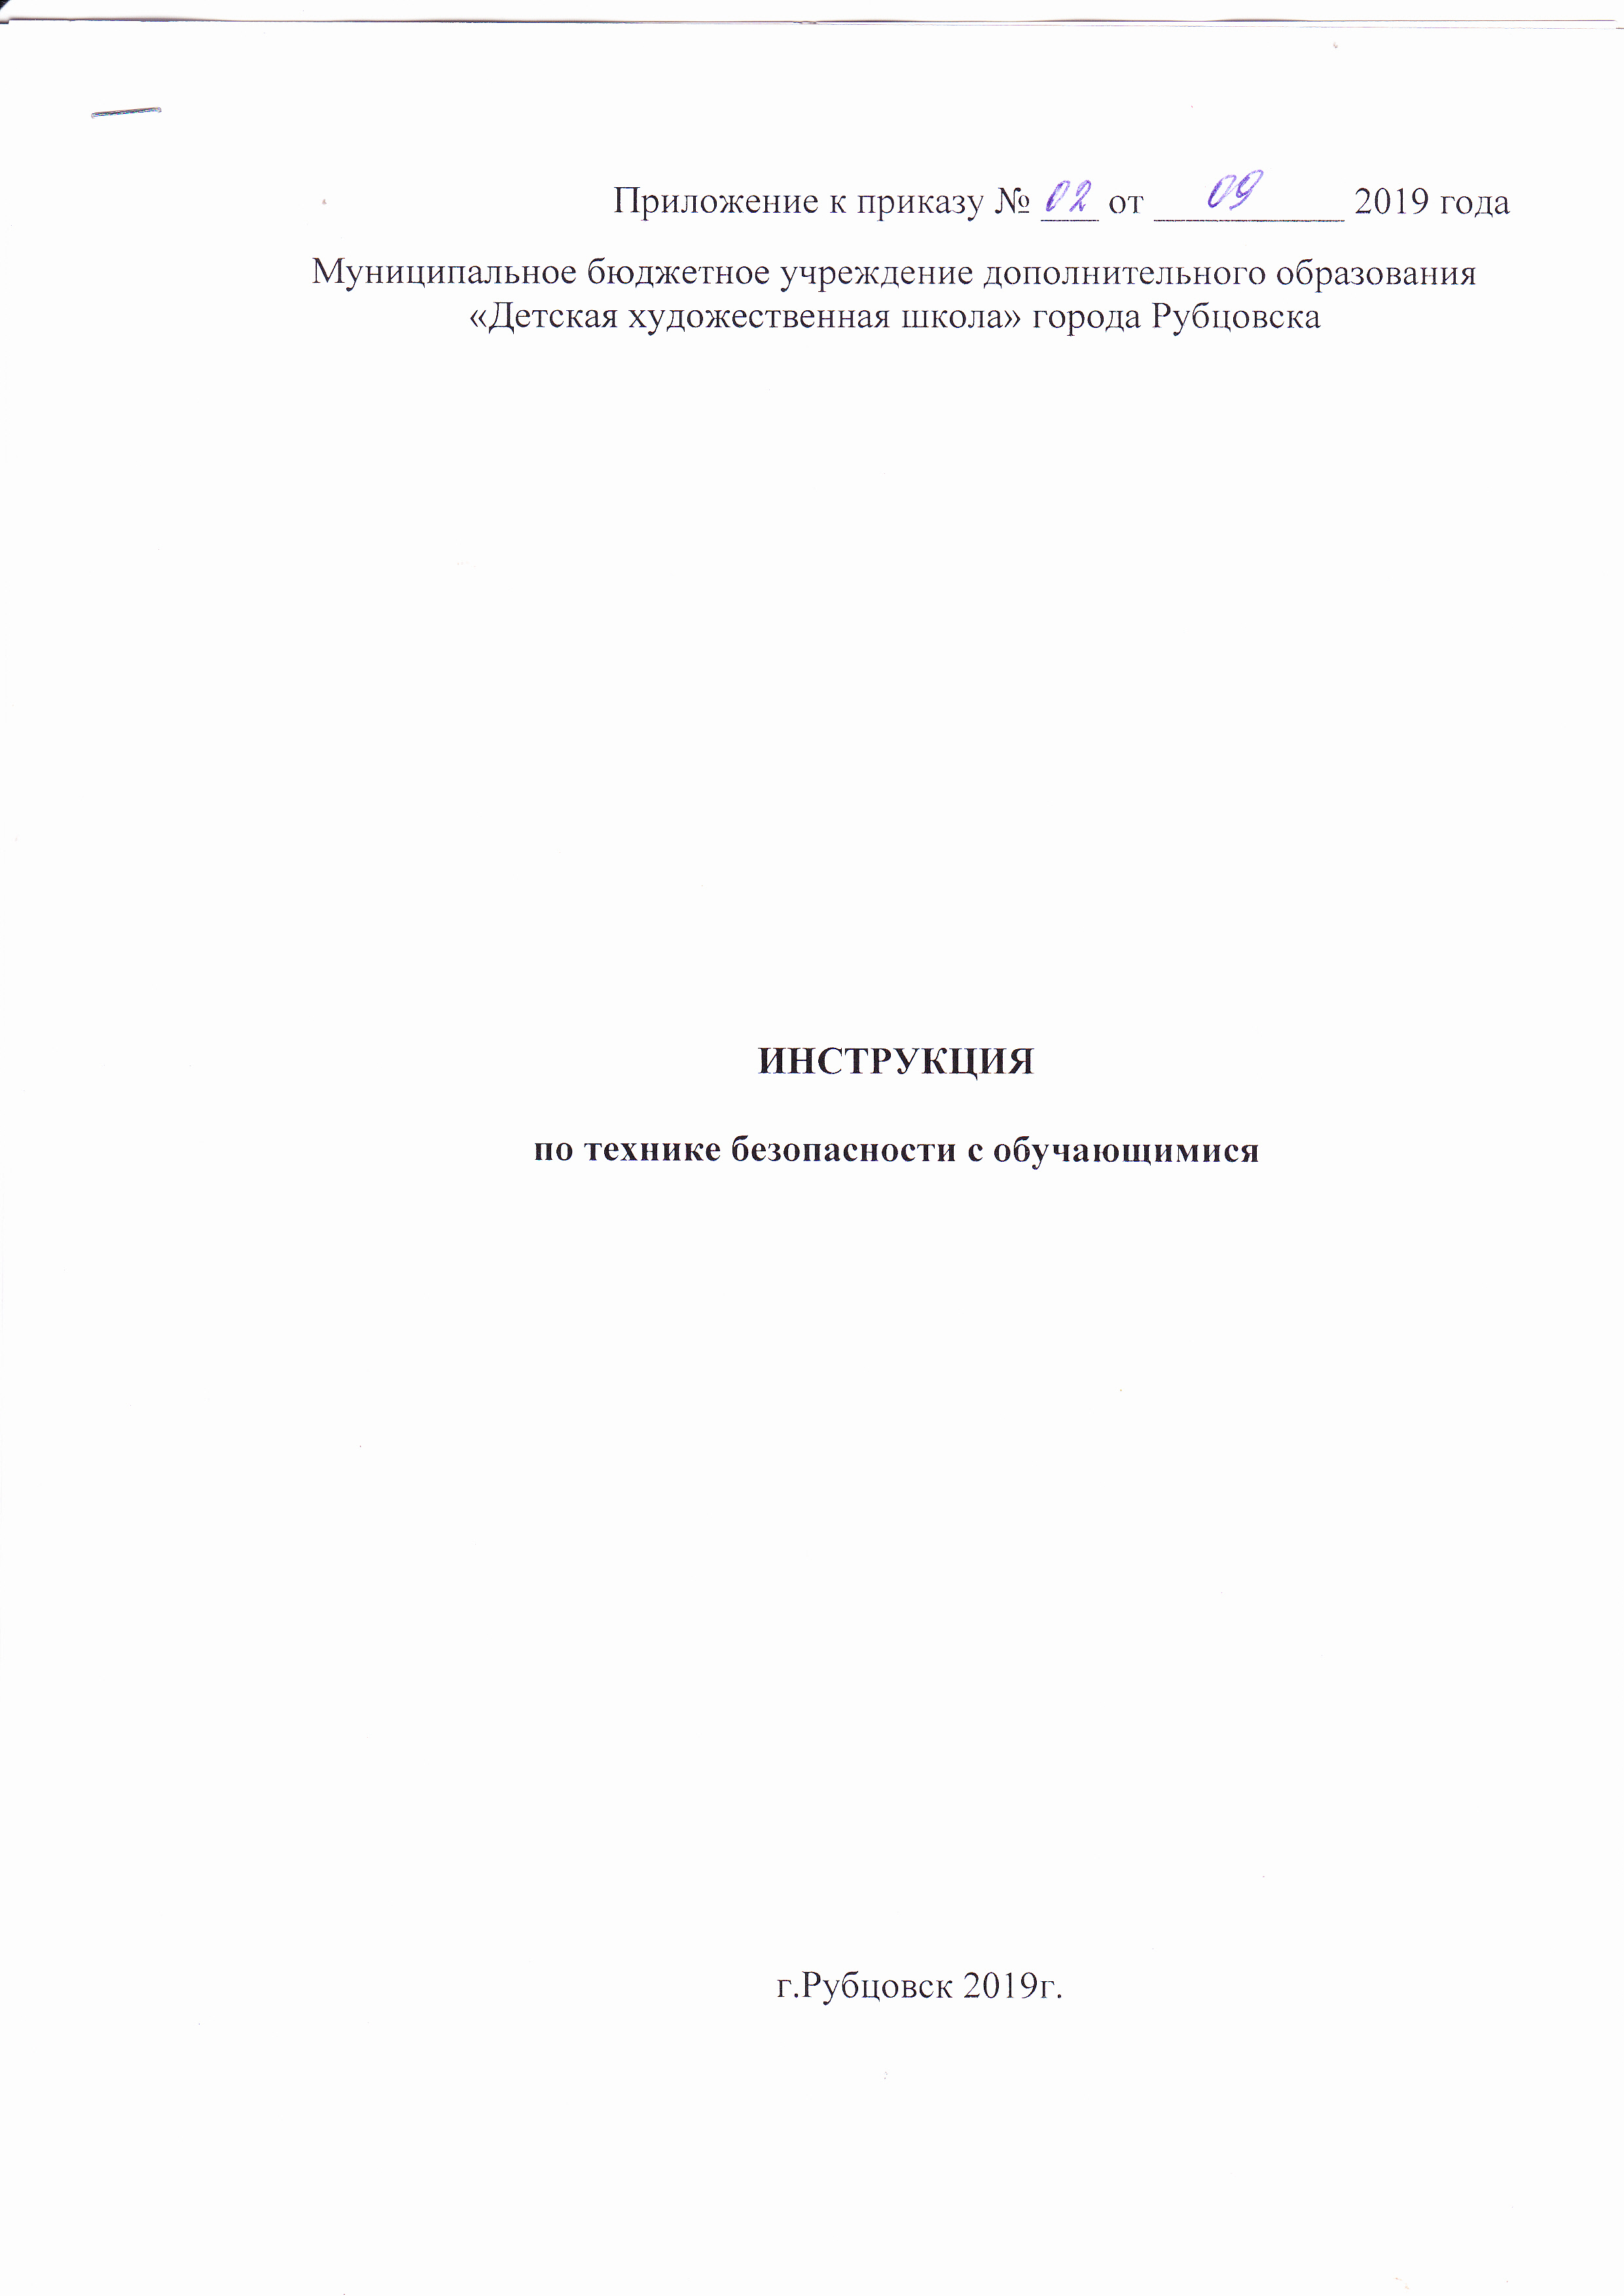 Приложение к приказу № 02 от 09 2019 года
Муниципальное бюджетное учреждение дополнительного образования
«Детская художественная школа» города Рубцовска
ИНСТРУКЦИЯ
по технике безопасности с обучающимися
г.Рубцовск 2019г.